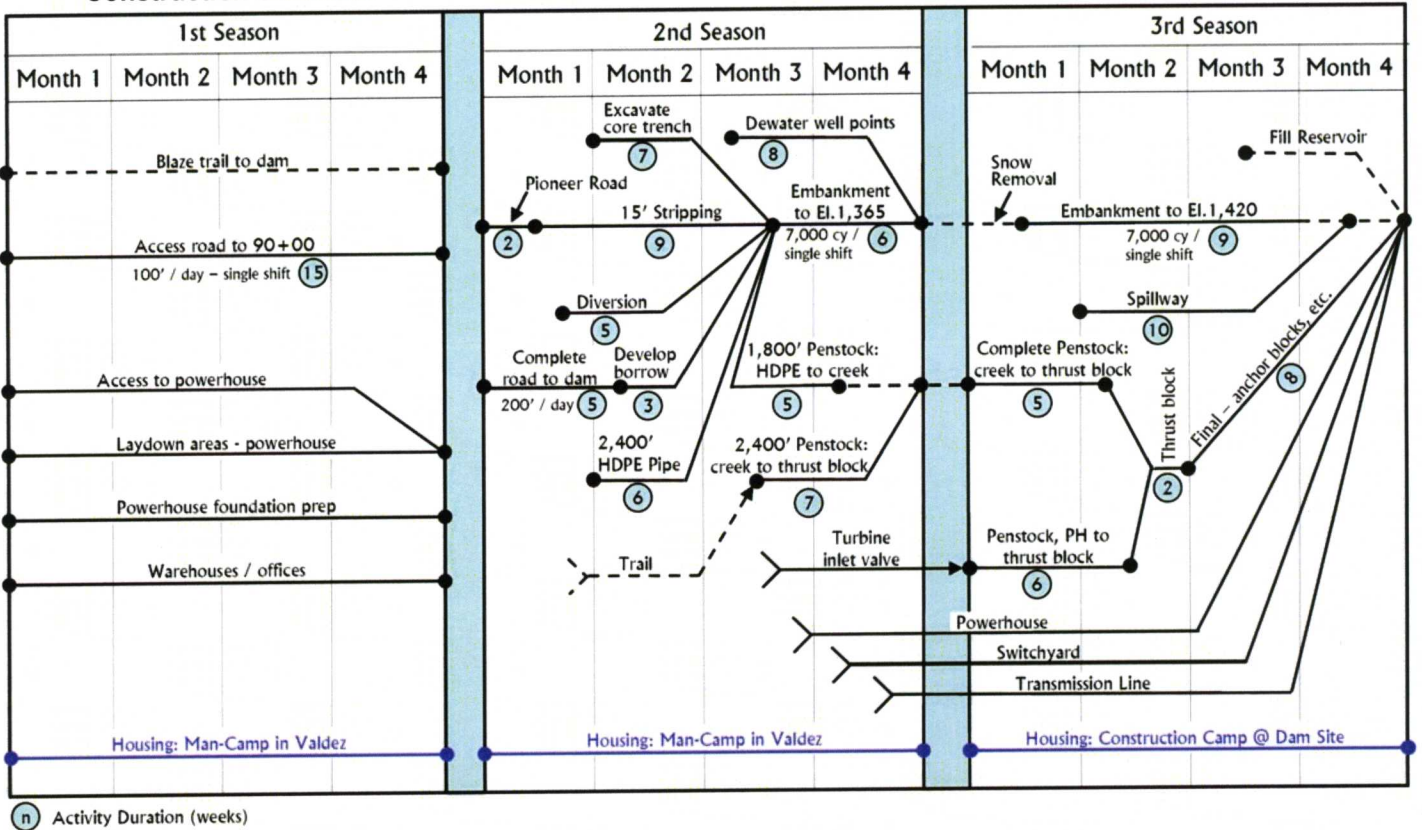 1st Season
2nd Season
3rd Season
Month 1
Month 2
Month 3
Month 4
Month 1
Month 2
Month 3
Month 4
Month 1
Month 2
Month 3
Month 4
Blaze trail to dam
Access road to 90+00
100' / day – single shift 15
Access to powerhouse
Laydown areas - powerhouse
Powerhouse foundation prep
Warehouses / offices
Housing: Man-Camp in Valdez
Excavate
core trench
7
Dewater well points
8
Pioneer Road
2
15' Stripping
9
Embankment
to El.1,365
7,000 cy / 6
single shift
Diversion
5
Complete
road to dam
200' / day 5
Develop
borrow
3
1,800' Penstock:
HDPE to creek
5
2,400'
HDPE Pipe
6
2,400' Penstock:
creek to thrust block
7
Trail
Turbine
inlet valve
Housing: Man-Camp in Valdez
Fill Reservoir
Snow
Removal
Embankment to El.1,420
7,000 cy / 9
single shift
Spillway
10
Complete Penstock:
creek to thrust block
5
Thrust block
2
Final – anchor blocks, etc.
8
Penstock, PH to
thrust block
6
Powerhouse
Switchyard
Transmission Line
Housing: Construction Camp @ Dam Site
n Activity Duration (weeks)